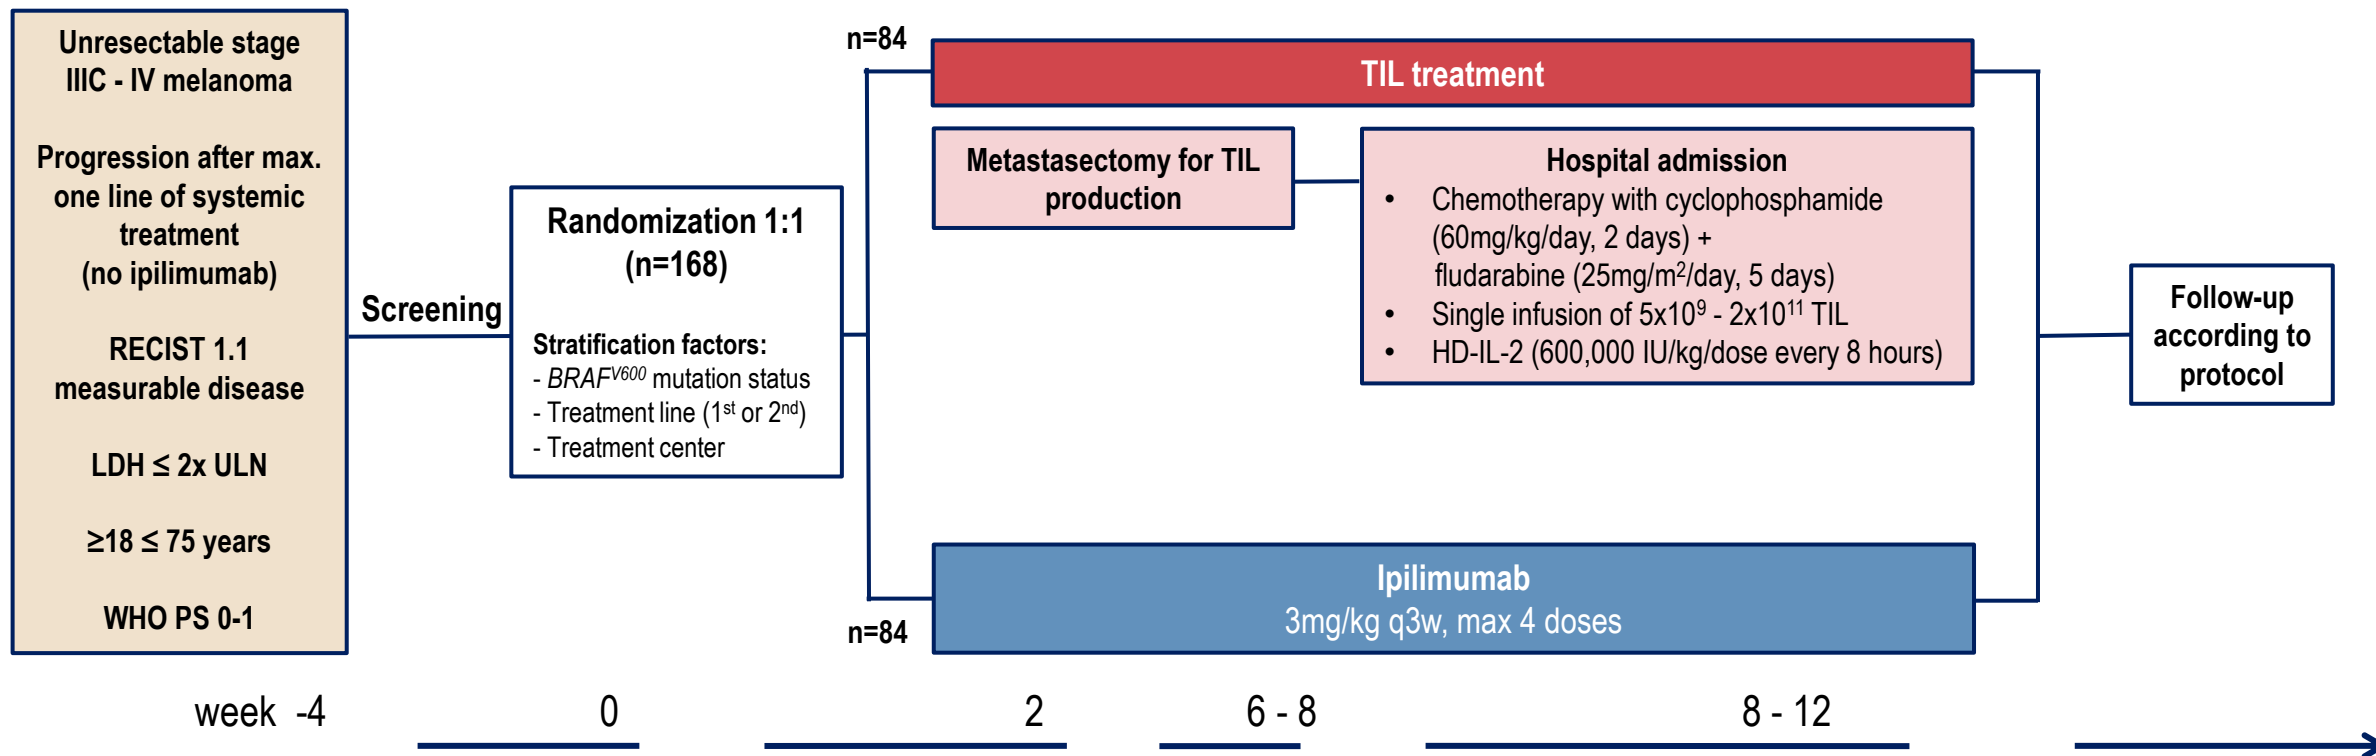 Unresectable stage
IIIC - IV melanoma
Progression after max.
one line of systemic
treatment
(no ipilimumab)
RECIST 1.1
measurable disease
LDH ≤ 2x ULN
≥18 ≤ 75 years
WHO PS 0-1
Screening
Randomization 1:1
(n=168)
Stratification factors:
- BRAF^V600 mutation status
- Treatment line (1st or 2nd)
- Treatment center
n=84
TIL treatment
Metastasectomy for TIL
production
Hospital admission
• Chemotherapy with cyclophosphamide
(60mg/kg/day, 2 days) +
fludarabine (25mg/m²/day, 5 days)
• Single infusion of 5x10⁹ - 2x10¹¹ TIL
• HD-IL-2 (600,000 IU/kg/dose every 8 hours)
Ipilimumab
3mg/kg q3w, max 4 doses
n=84
Follow-up
according to
protocol
week -4 0 2 6 - 8 8 - 12